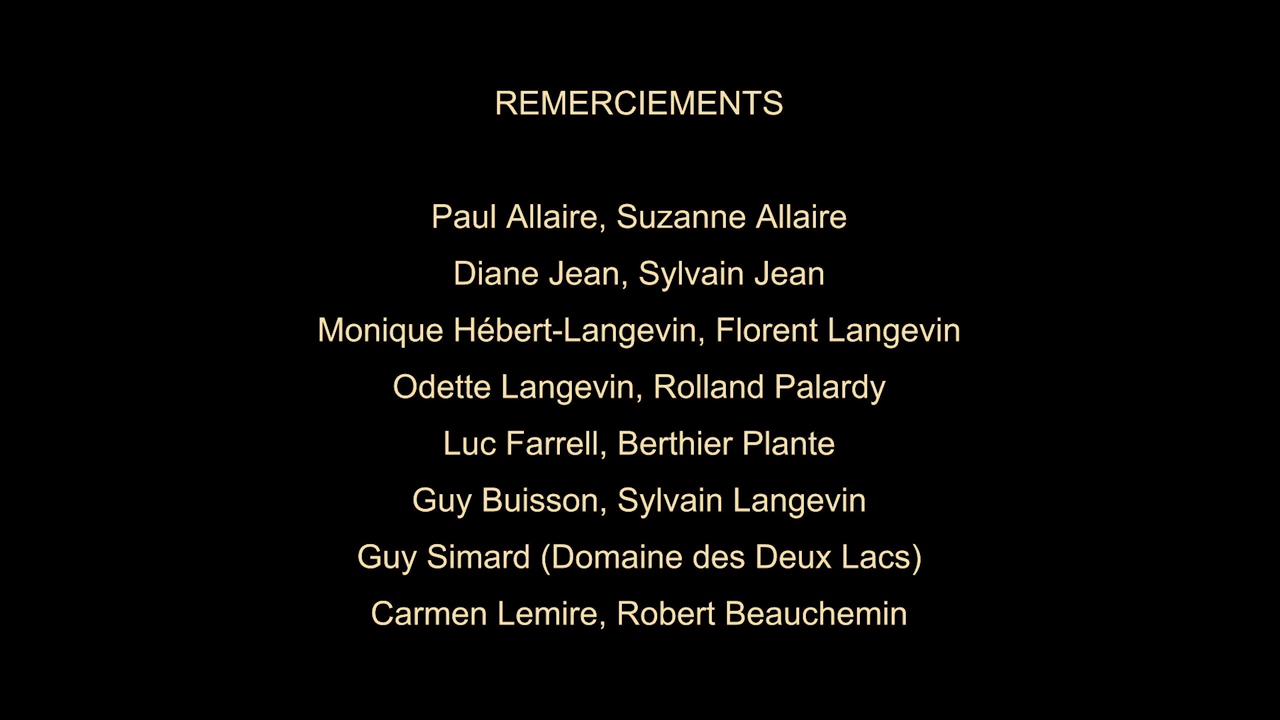 REMERCIEMENTS
Paul Allaire, Suzanne Allaire
Diane Jean, Sylvain Jean
Monique Hébert-Langevin, Florent Langevin
Odette Langevin, Rolland Palardy
Luc Farrell, Berthier Plante
Guy Buisson, Sylvain Langevin
Guy Simard (Domaine des Deux Lacs)
Carmen Lemire, Robert Beauchemin